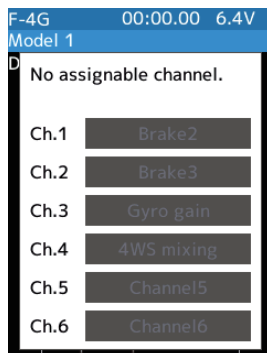 F-4G 00:00.00 6.4V
Model 1
D
No assignable channel.
Ch.1 Brake2
Ch.2 Brake3
Ch.3 Gyro gain
Ch.4 4WS mixing
Ch.5 Channel5
Ch.6 Channel6